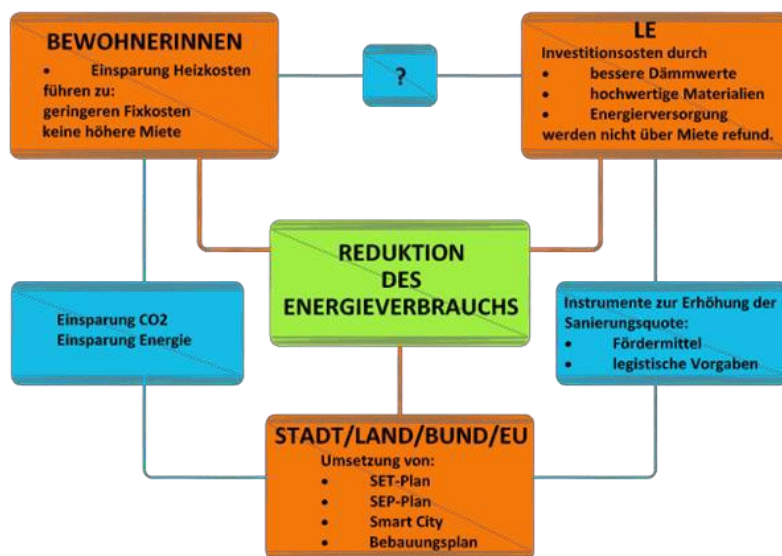 BEWOHNERINNEN
• Einsparung Heizkosten
führen zu:
geringeren Fixkosten
keine höhere Miete
?
LE
Investitionsosten durch
• bessere Dämmwerte
• hochwertige Materialien
• Energierversorgung
werden nicht über Miete refund.
REDUKTION
DES
ENERGIEVERBRAUCHS
Einsparung CO2
Einsparung Energie
Instrumente zur Erhöhung der
Sanierungsquote:
• Fördermittel
• legistische Vorgaben
STADT/LAND/BUND/EU
Umsetzung von:
• SET-Plan
• SEP-Plan
• Smart City
• Bebauungsplan